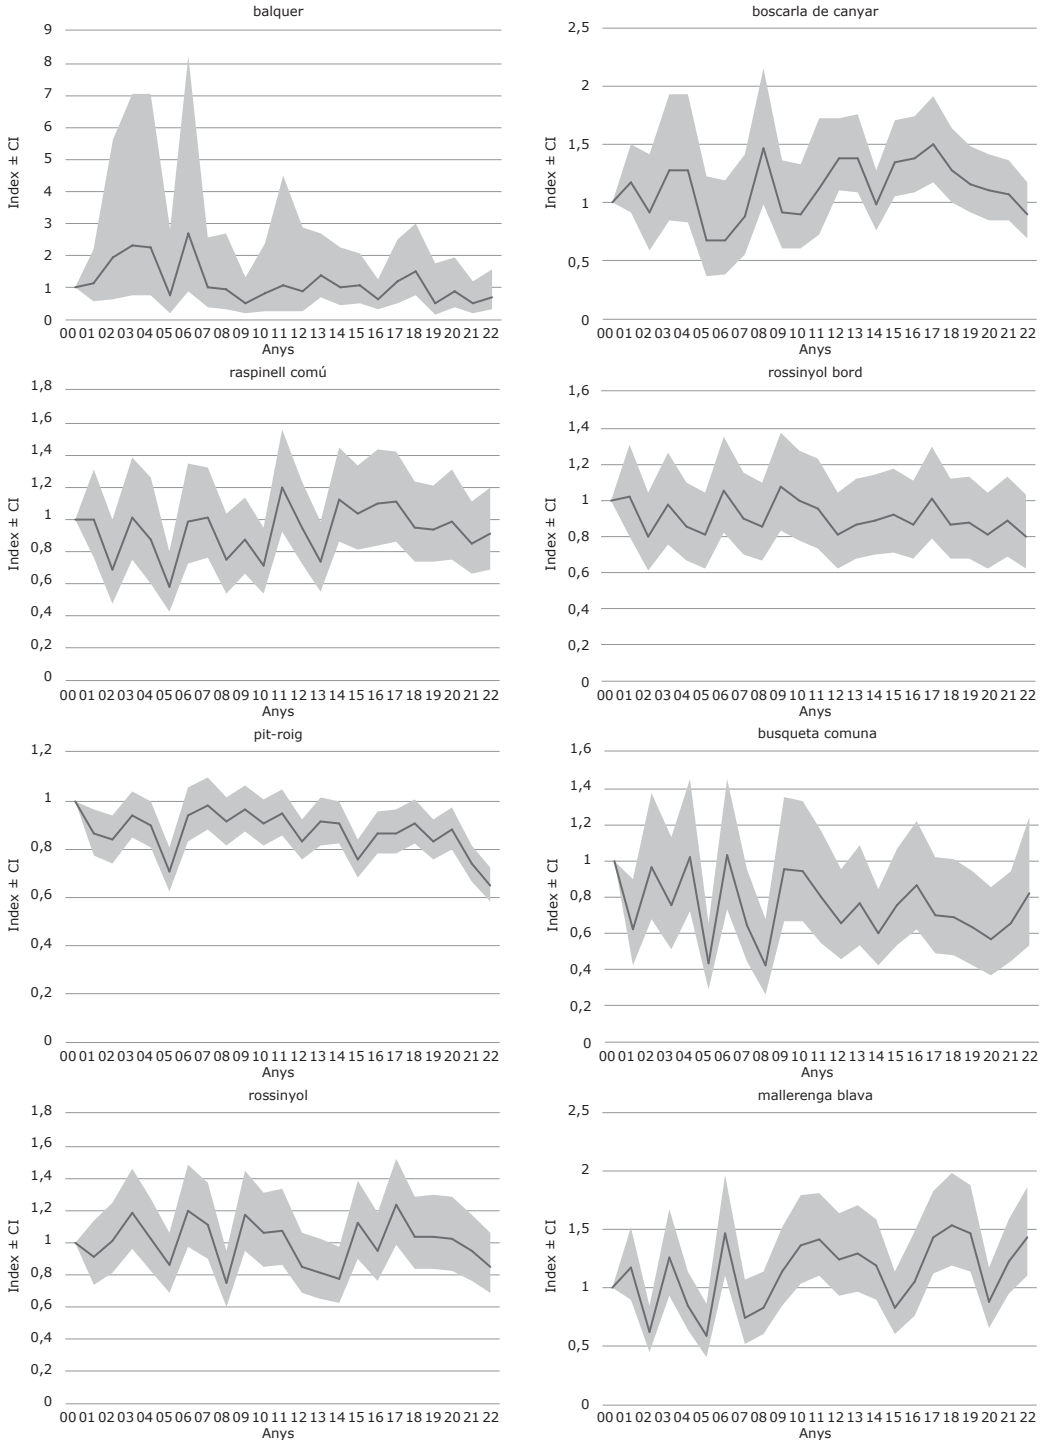 balquer
9
8
7
6
5
4
3
2
1
0
Index ± CI
00 01 02 03 04 05 06 07 08 09 10 11 12 13 14 15 16 17 18 19 20 21 22
Anys
boscarla de canyar
2,5
2
1,5
1
0,5
0
Index ± CI
00 01 02 03 04 05 06 07 08 09 10 11 12 13 14 15 16 17 18 19 20 21 22
Anys
raspinell comú
1,8
1,6
1,4
1,2
1
0,8
0,6
0,4
0,2
0
Index ± CI
00 01 02 03 04 05 06 07 08 09 10 11 12 13 14 15 16 17 18 19 20 21 22
Anys
rossinyol bord
1,6
1,4
1,2
1
0,8
0,6
0,4
0,2
0
Index ± CI
00 01 02 03 04 05 06 07 08 09 10 11 12 13 14 15 16 17 18 19 20 21 22
Anys
pit-roig
1,2
1
0,8
0,6
0,4
0,2
0
Index ± CI
00 01 02 03 04 05 06 07 08 09 10 11 12 13 14 15 16 17 18 19 20 21 22
Anys
busqueta comuna
1,6
1,4
1,2
1
0,8
0,6
0,4
0,2
0
Index ± CI
00 01 02 03 04 05 06 07 08 09 10 11 12 13 14 15 16 17 18 19 20 21 22
Anys
rossinyol
1,8
1,6
1,4
1,2
1
0,8
0,6
0,4
0,2
0
Index ± CI
00 01 02 03 04 05 06 07 08 09 10 11 12 13 14 15 16 17 18 19 20 21 22
Anys
mallerenga blava
2,5
2
1,5
1
0,5
0
Index ± CI
00 01 02 03 04 05 06 07 08 09 10 11 12 13 14 15 16 17 18 19 20 21 22
Anys